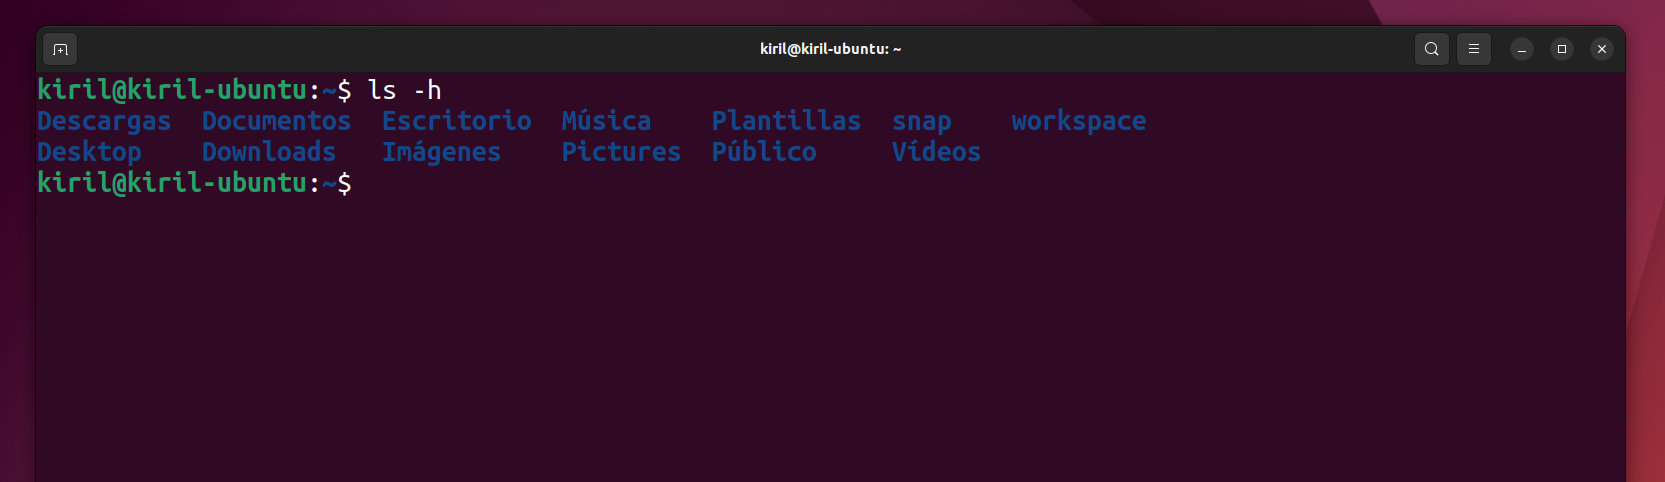 kiril@kiril-ubuntu: ~
kiril@kiril-ubuntu:~$ ls -h
Descargas Documentos Escritorio Música Plantillas snap workspace
Desktop Downloads Imágenes Pictures Público Vídeos
kiril@kiril-ubuntu:~$